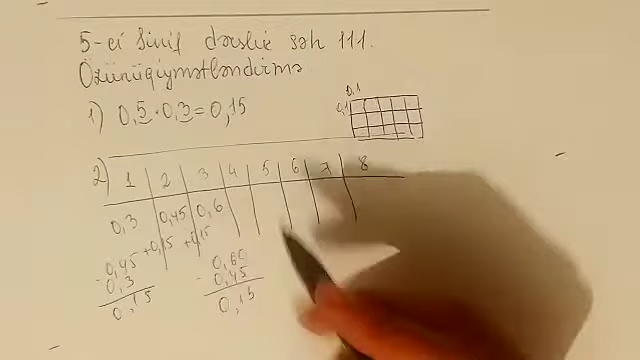 5-ci Sinif dərslik səh 111.
Özünüqiymətləndirmə
1) 0,5 · 0,3 = 0,15
0,1
0,1
2) 1 2 3 4 5 6 7 8
0,3 0,45 0,6
+0,15 +0,15
- 0,45
0,3
0,15
- 0,60
0,45
0,15